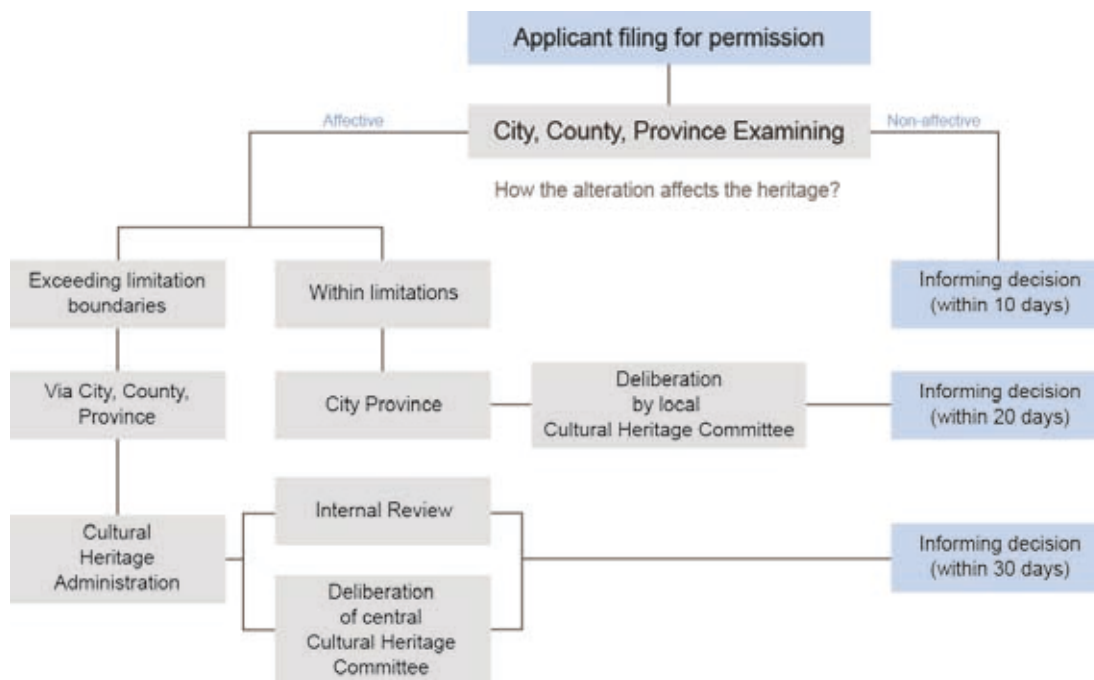 Applicant filing for permission
Affective
City, County, Province Examining
Non-affective
How the alteration affects the heritage?
Exceeding limitation
boundaries
Within limitations
Informing decision
(within 10 days)
Via City, County,
Province
City Province
Deliberation
by local
Cultural Heritage Committee
Informing decision
(within 20 days)
Cultural
Heritage
Administration
Internal Review
Deliberation
of central
Cultural Heritage
Committee
Informing decision
(within 30 days)